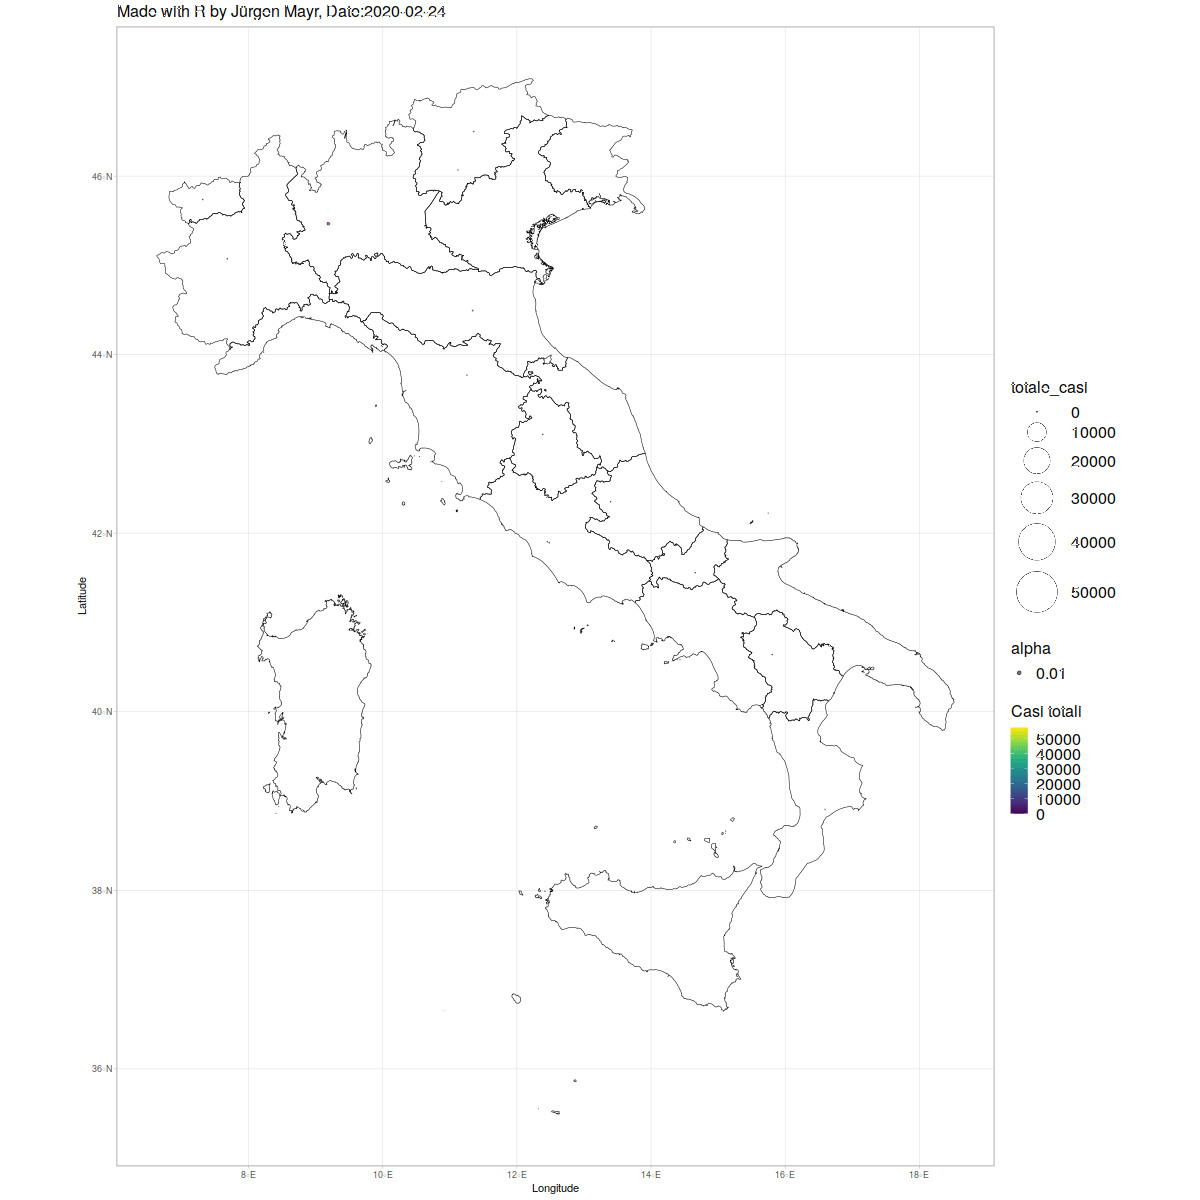 Made with R by Jürgen Mayr, Date:2020-02-24
46°N
44°N
42°N
40°N
38°N
36°N
Latitude
8°E
10°E
12°E
14°E
16°E
18°E
Longitude
totale_casi
0
10000
20000
30000
40000
50000
alpha
0.01
Casi totali
50000
40000
30000
20000
10000
0